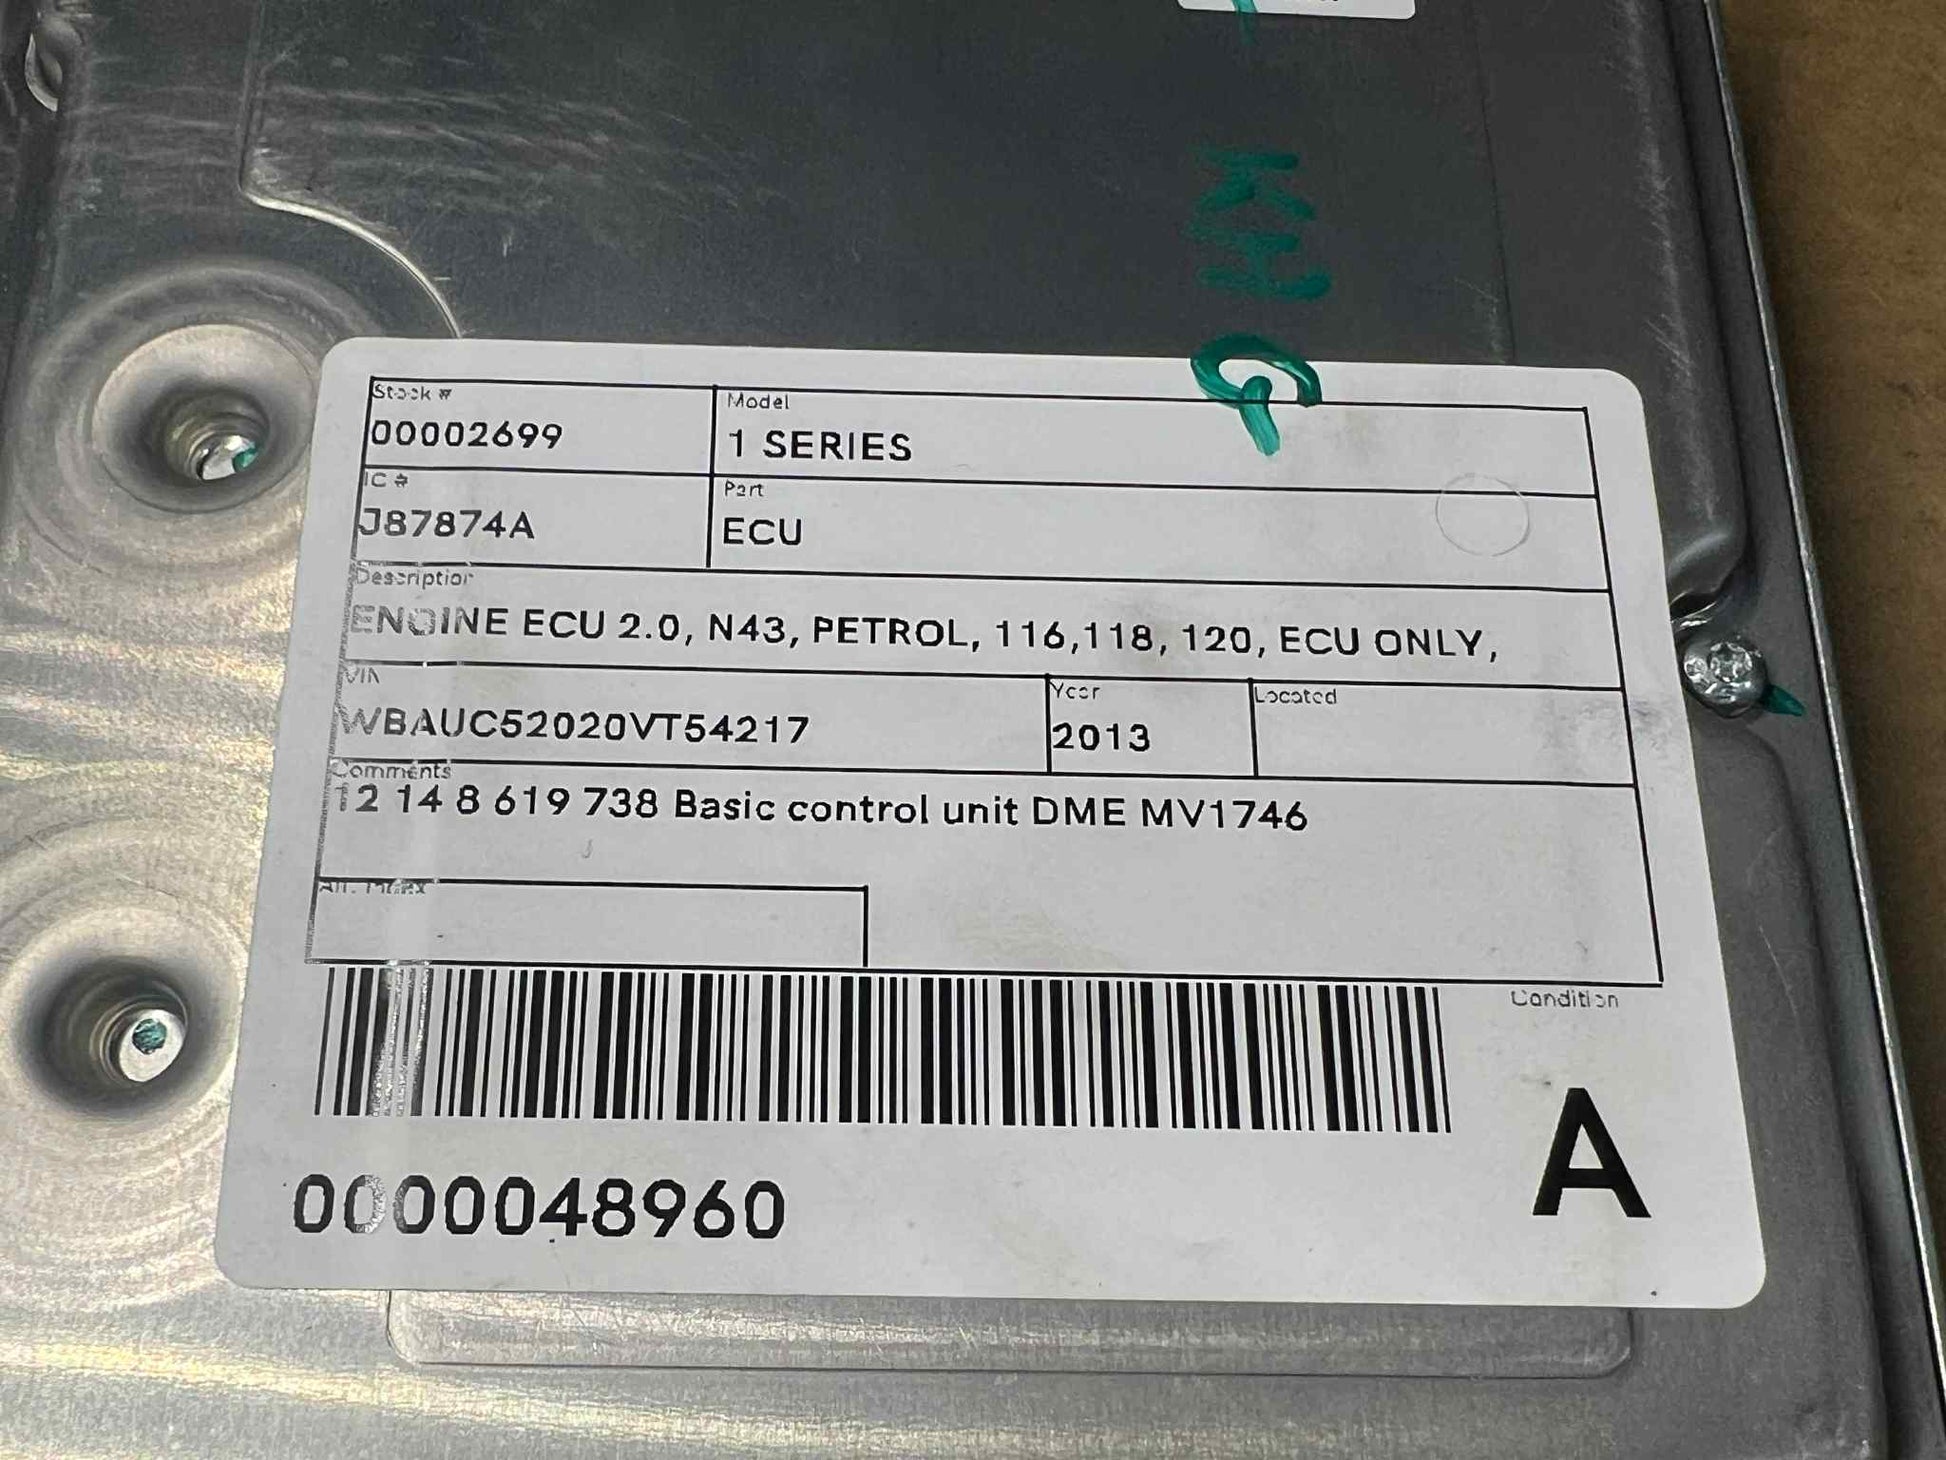 KHG
Stock #
00002699
Model
1 SERIES
IC #
J87874A
Part
ECU
Description
ENGINE ECU 2.0, N43, PETROL, 116,118, 120, ECU ONLY,
VIN
WBAUC52020VT54217
Year
2013
Located
Comments
12 14 8 619 738 Basic control unit DME MV1746
Condition
A
0000048960